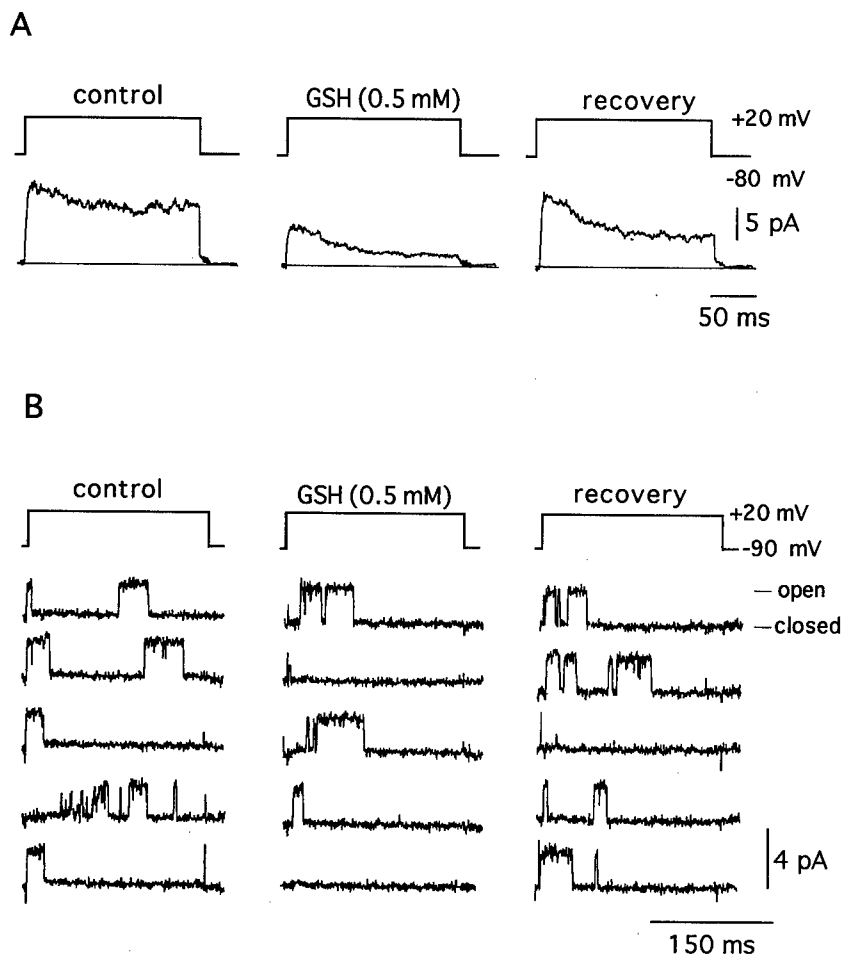 A
control
GSH (0.5 mM)
recovery
+20 mV
-80 mV
5 pA
50 ms
B
control
GSH (0.5 mM)
recovery
+20 mV
-90 mV
open
closed
4 pA
150 ms